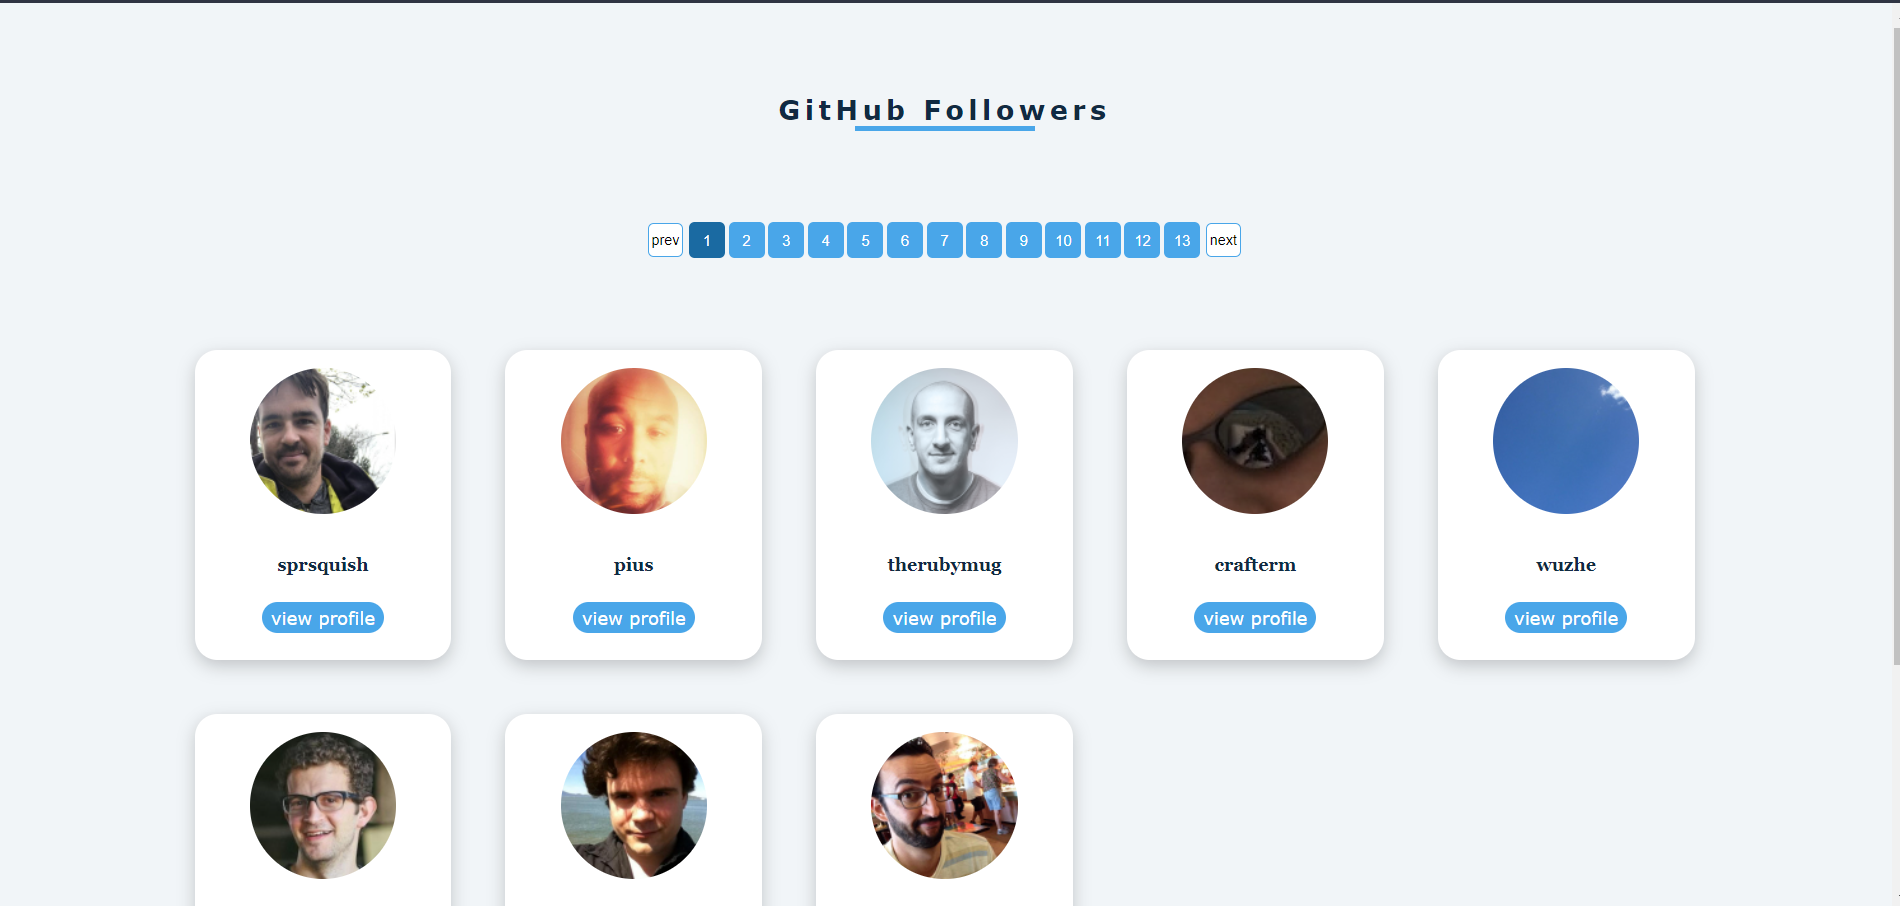 GitHub Followers
prev 1 2 3 4 5 6 7 8 9 10 11 12 13 next
sprsquish pius therubymug crafterm wuzhe
view profile view profile view profile view profile view profile